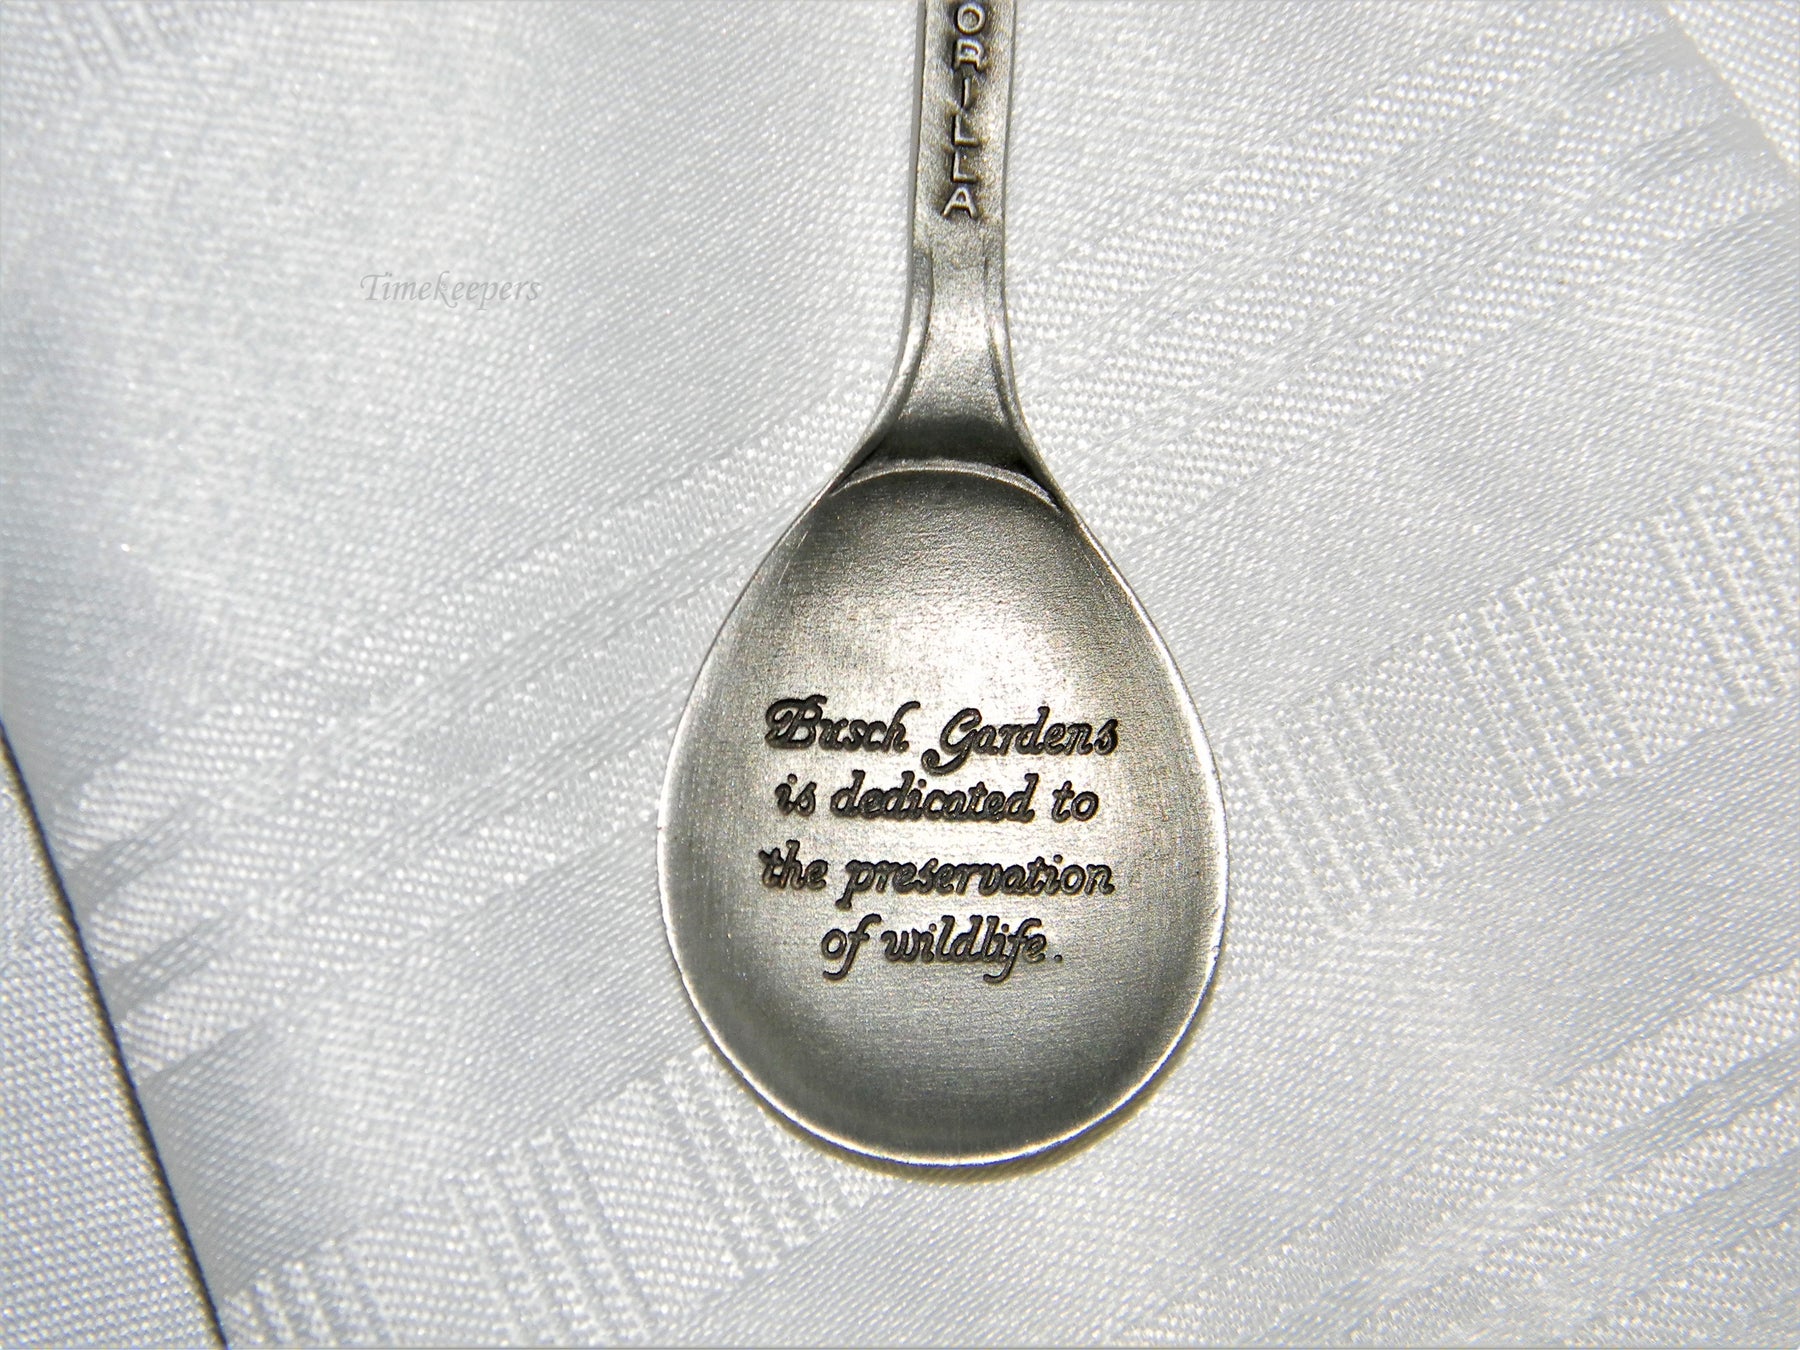 ORILLA
Timekeepers
Busch Gardens
is dedicated to
the preservation
of wildlife.